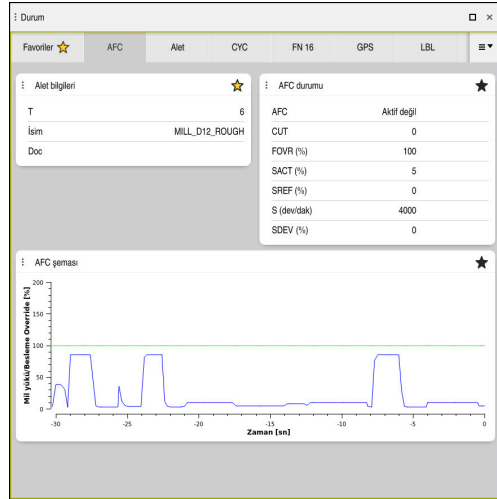 Durum
Favoriler AFC Alet CYC FN 16 GPS LBL
Alet bilgileri
T 6
İsim MILL_D12_ROUGH
Doc
AFC durumu
AFC Aktif değil
CUT 0
FOVR (%) 100
SACT (%) 5
SREF (%) 0
S (dev/dak) 4000
SDEV (%) 0
AFC şeması
Mil yükü/Besleme Override [%]
200
150
100
50
0
-30 -25 -20 -15 -10 -5 0
Zaman [sn]